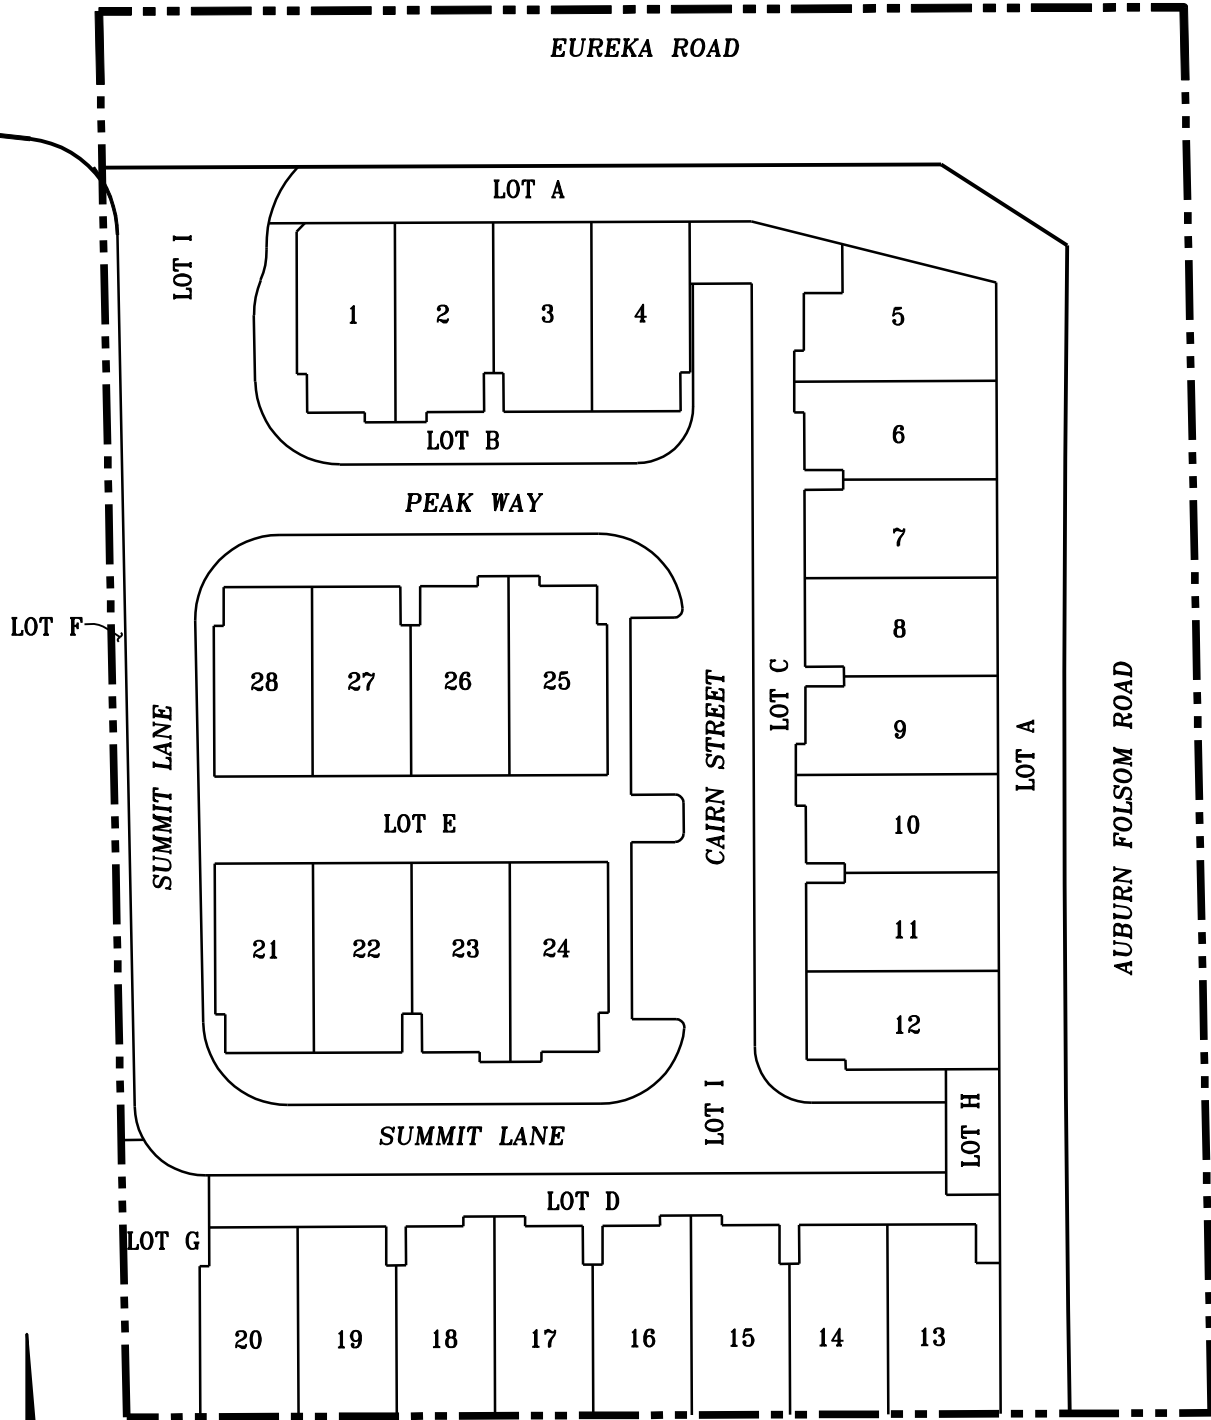 EUREKA ROAD
LOT A
LOT I
1
2
3
4
5
LOT B
6
PEAK WAY
7
LOT F
8
28
27
26
25
LOT C
SUMMIT LANE
CAIRN STREET
9
LOT A
AUBURN FOLSOM ROAD
LOT E
10
21
22
23
24
11
12
LOT I
LOT H
SUMMIT LANE
LOT D
LOT G
20
19
18
17
16
15
14
13